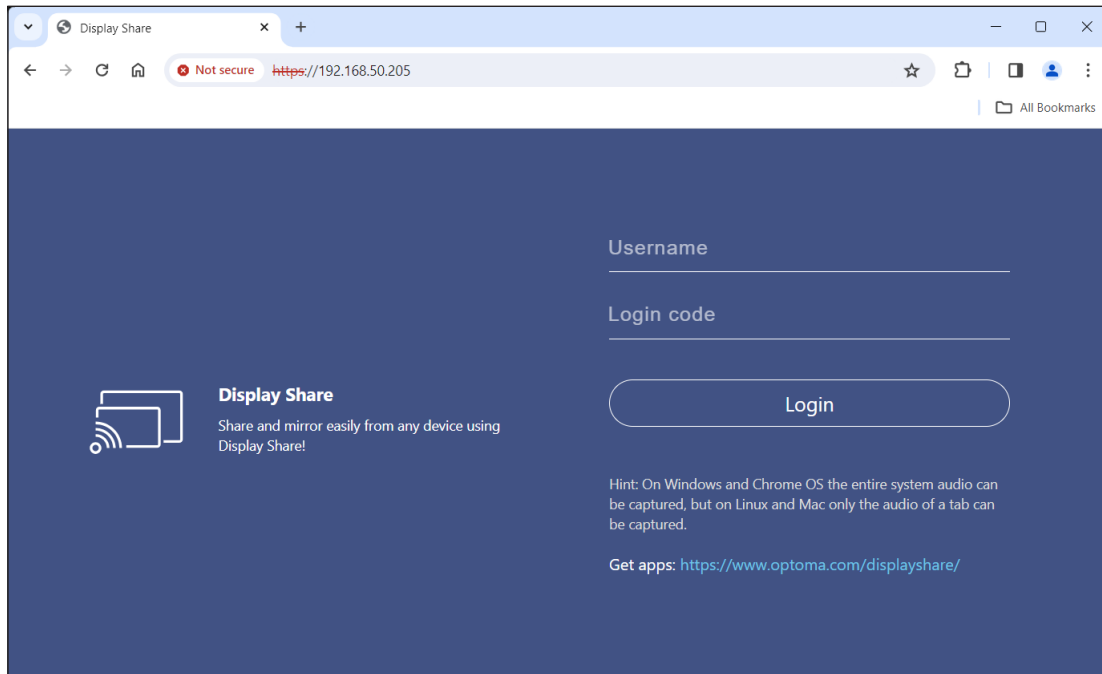 Display Share
Not secure https://192.168.50.205
All Bookmarks
Username
Login code
Login
Display Share
Share and mirror easily from any device using
Display Share!
Hint: On Windows and Chrome OS the entire system audio can
be captured, but on Linux and Mac only the audio of a tab can
be captured.
Get apps: https://www.optoma.com/displayshare/